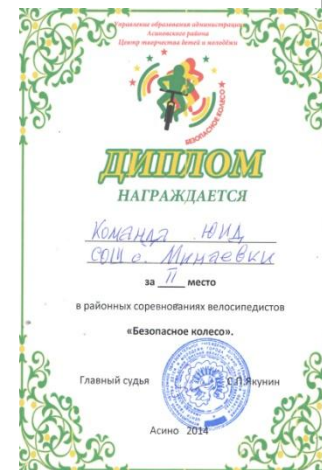 Управление образования администрации
Асиновского района
Центр творчества детей и молодёжи
БЕЗОПАСНОЕ КОЛЕСО
ДИПЛОМ
НАГРАЖДАЕТСЯ
Команда ЮИД
СОШ с. Минаевки
за II место
в районных соревнованиях велосипедистов
«Безопасное колесо».
Главный судья С.П.Якунин
Асино 2014